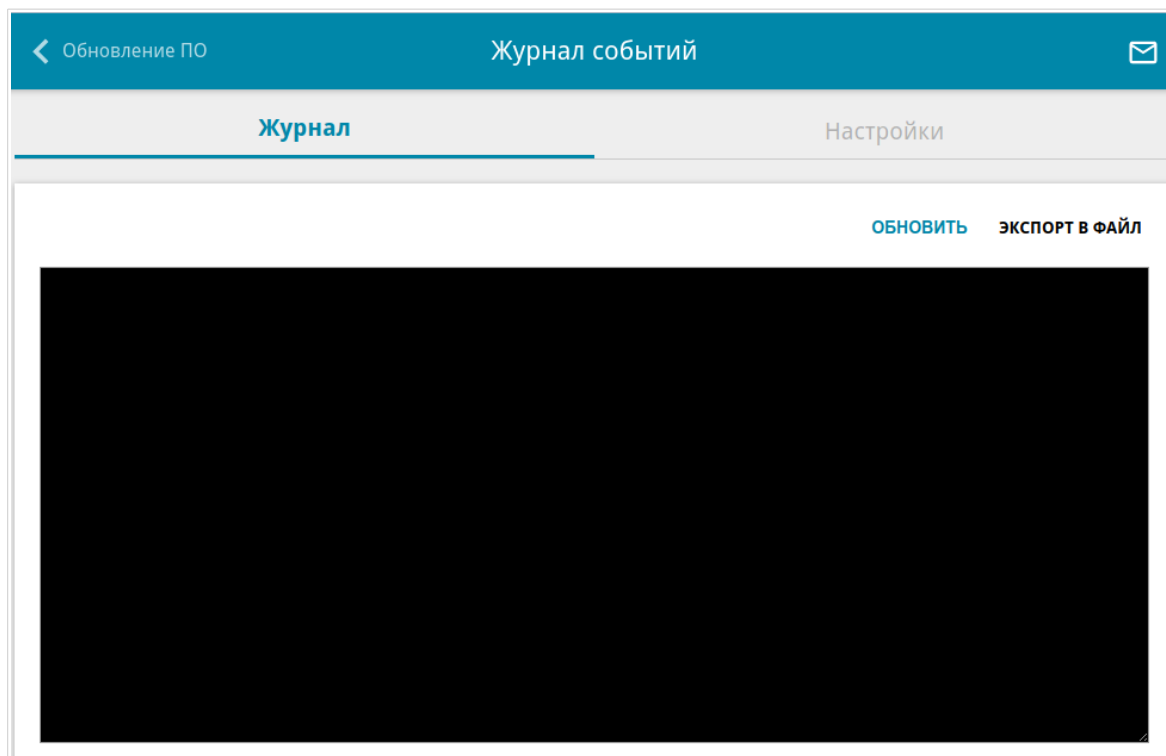 Обновление ПО
Журнал событий
Журнал
Настройки
ОБНОВИТЬ
ЭКСПОРТ В ФАЙЛ